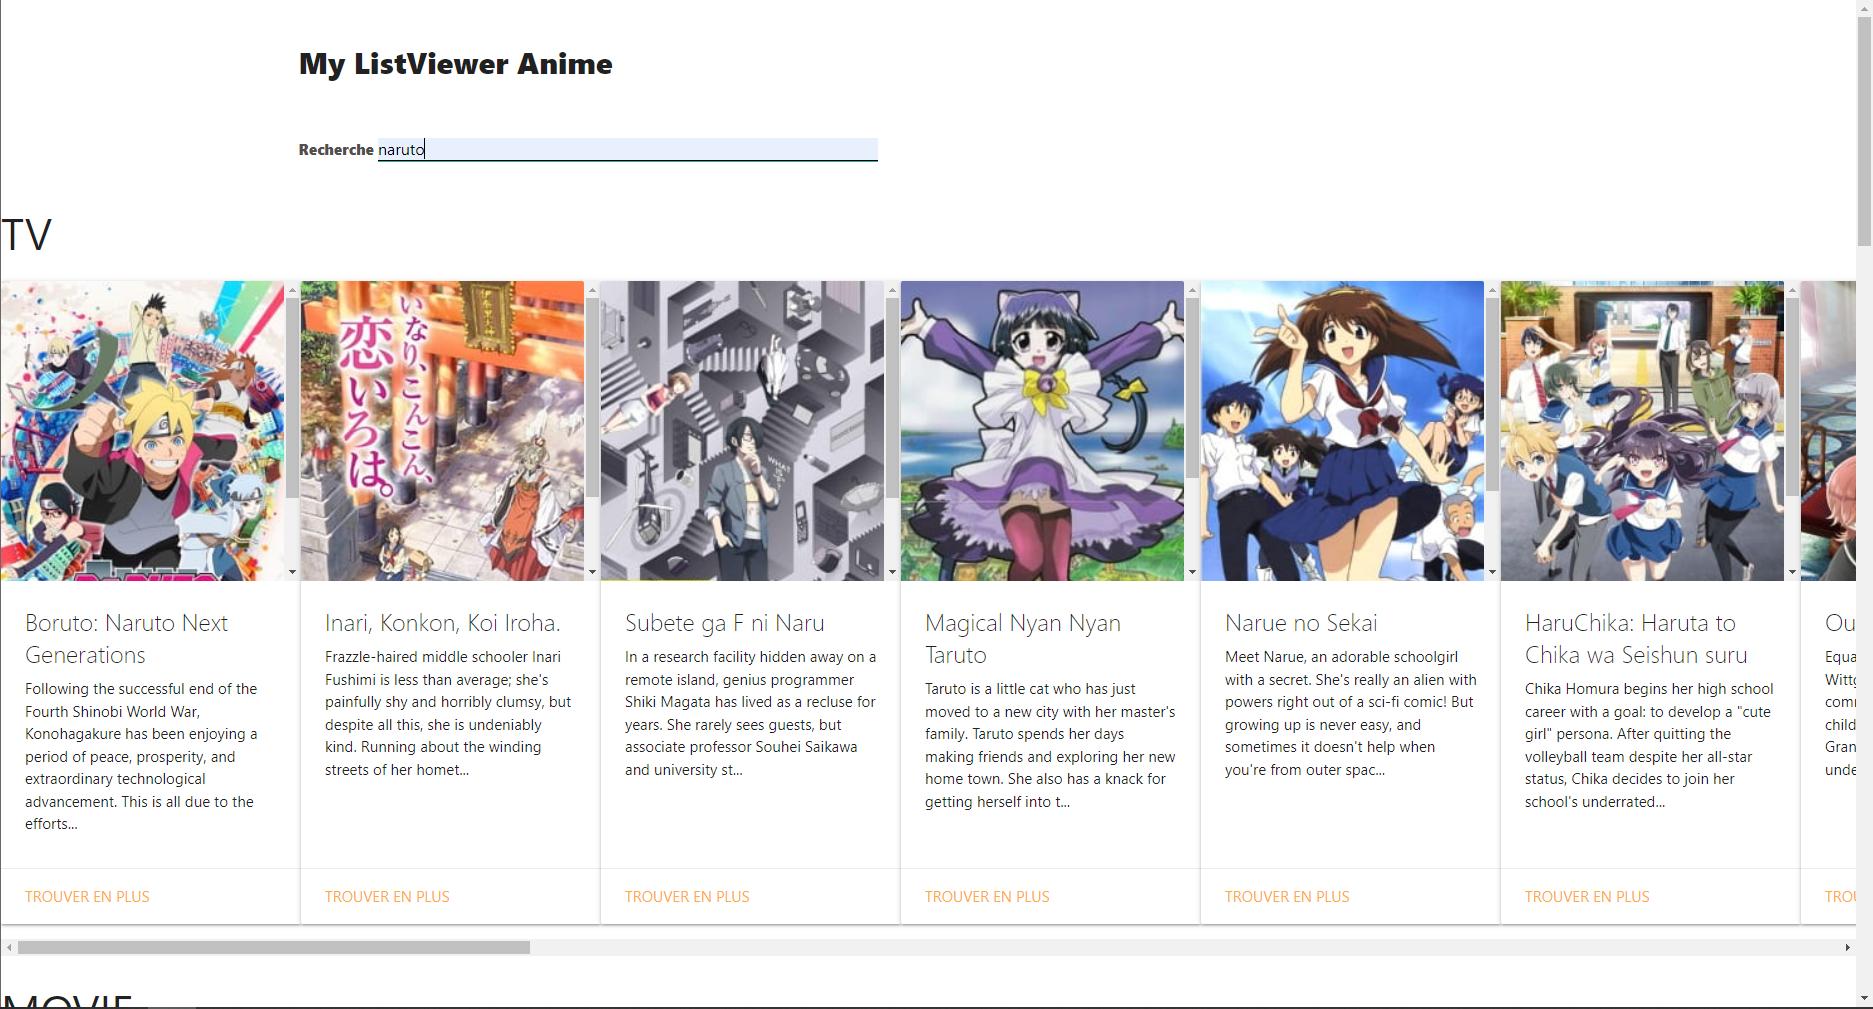 My ListViewer Anime
Recherche naruto
TV
いなり、こんこん、
恋いろは。
WHAT
IS
Boruto: Naruto Next
Generations
Following the successful end of the
Fourth Shinobi World War,
Konohagakure has been enjoying a
period of peace, prosperity, and
extraordinary technological
advancement. This is all due to the
efforts...
TROUVER EN PLUS
Inari, Konkon, Koi Iroha.
Frazzle-haired middle schooler Inari
Fushimi is less than average; she's
painfully shy and horribly clumsy, but
despite all this, she is undeniably
kind. Running about the winding
streets of her homet...
TROUVER EN PLUS
Subete ga F ni Naru
In a research facility hidden away on a
remote island, genius programmer
Shiki Magata has lived as a recluse for
years. She rarely sees guests, but
associate professor Souhei Saikawa
and university st...
TROUVER EN PLUS
Magical Nyan Nyan
Taruto
Taruto is a little cat who has just
moved to a new city with her master's
family. Taruto spends her days
making friends and exploring her new
home town. She also has a knack for
getting herself into t...
TROUVER EN PLUS
Narue no Sekai
Meet Narue, an adorable schoolgirl
with a secret. She's really an alien with
powers right out of a sci-fi comic! But
growing up is never easy, and
sometimes it doesn't help when
you're from outer spac...
TROUVER EN PLUS
HaruChika: Haruta to
Chika wa Seishun suru
Chika Homura begins her high school
career with a goal: to develop a "cute
girl" persona. After quitting the
volleyball team despite her all-star
status, Chika decides to join her
school's underrated...
TROUVER EN PLUS
Ou
Equa
Witt
com
child
Gran
unde
TROU
MOVIE